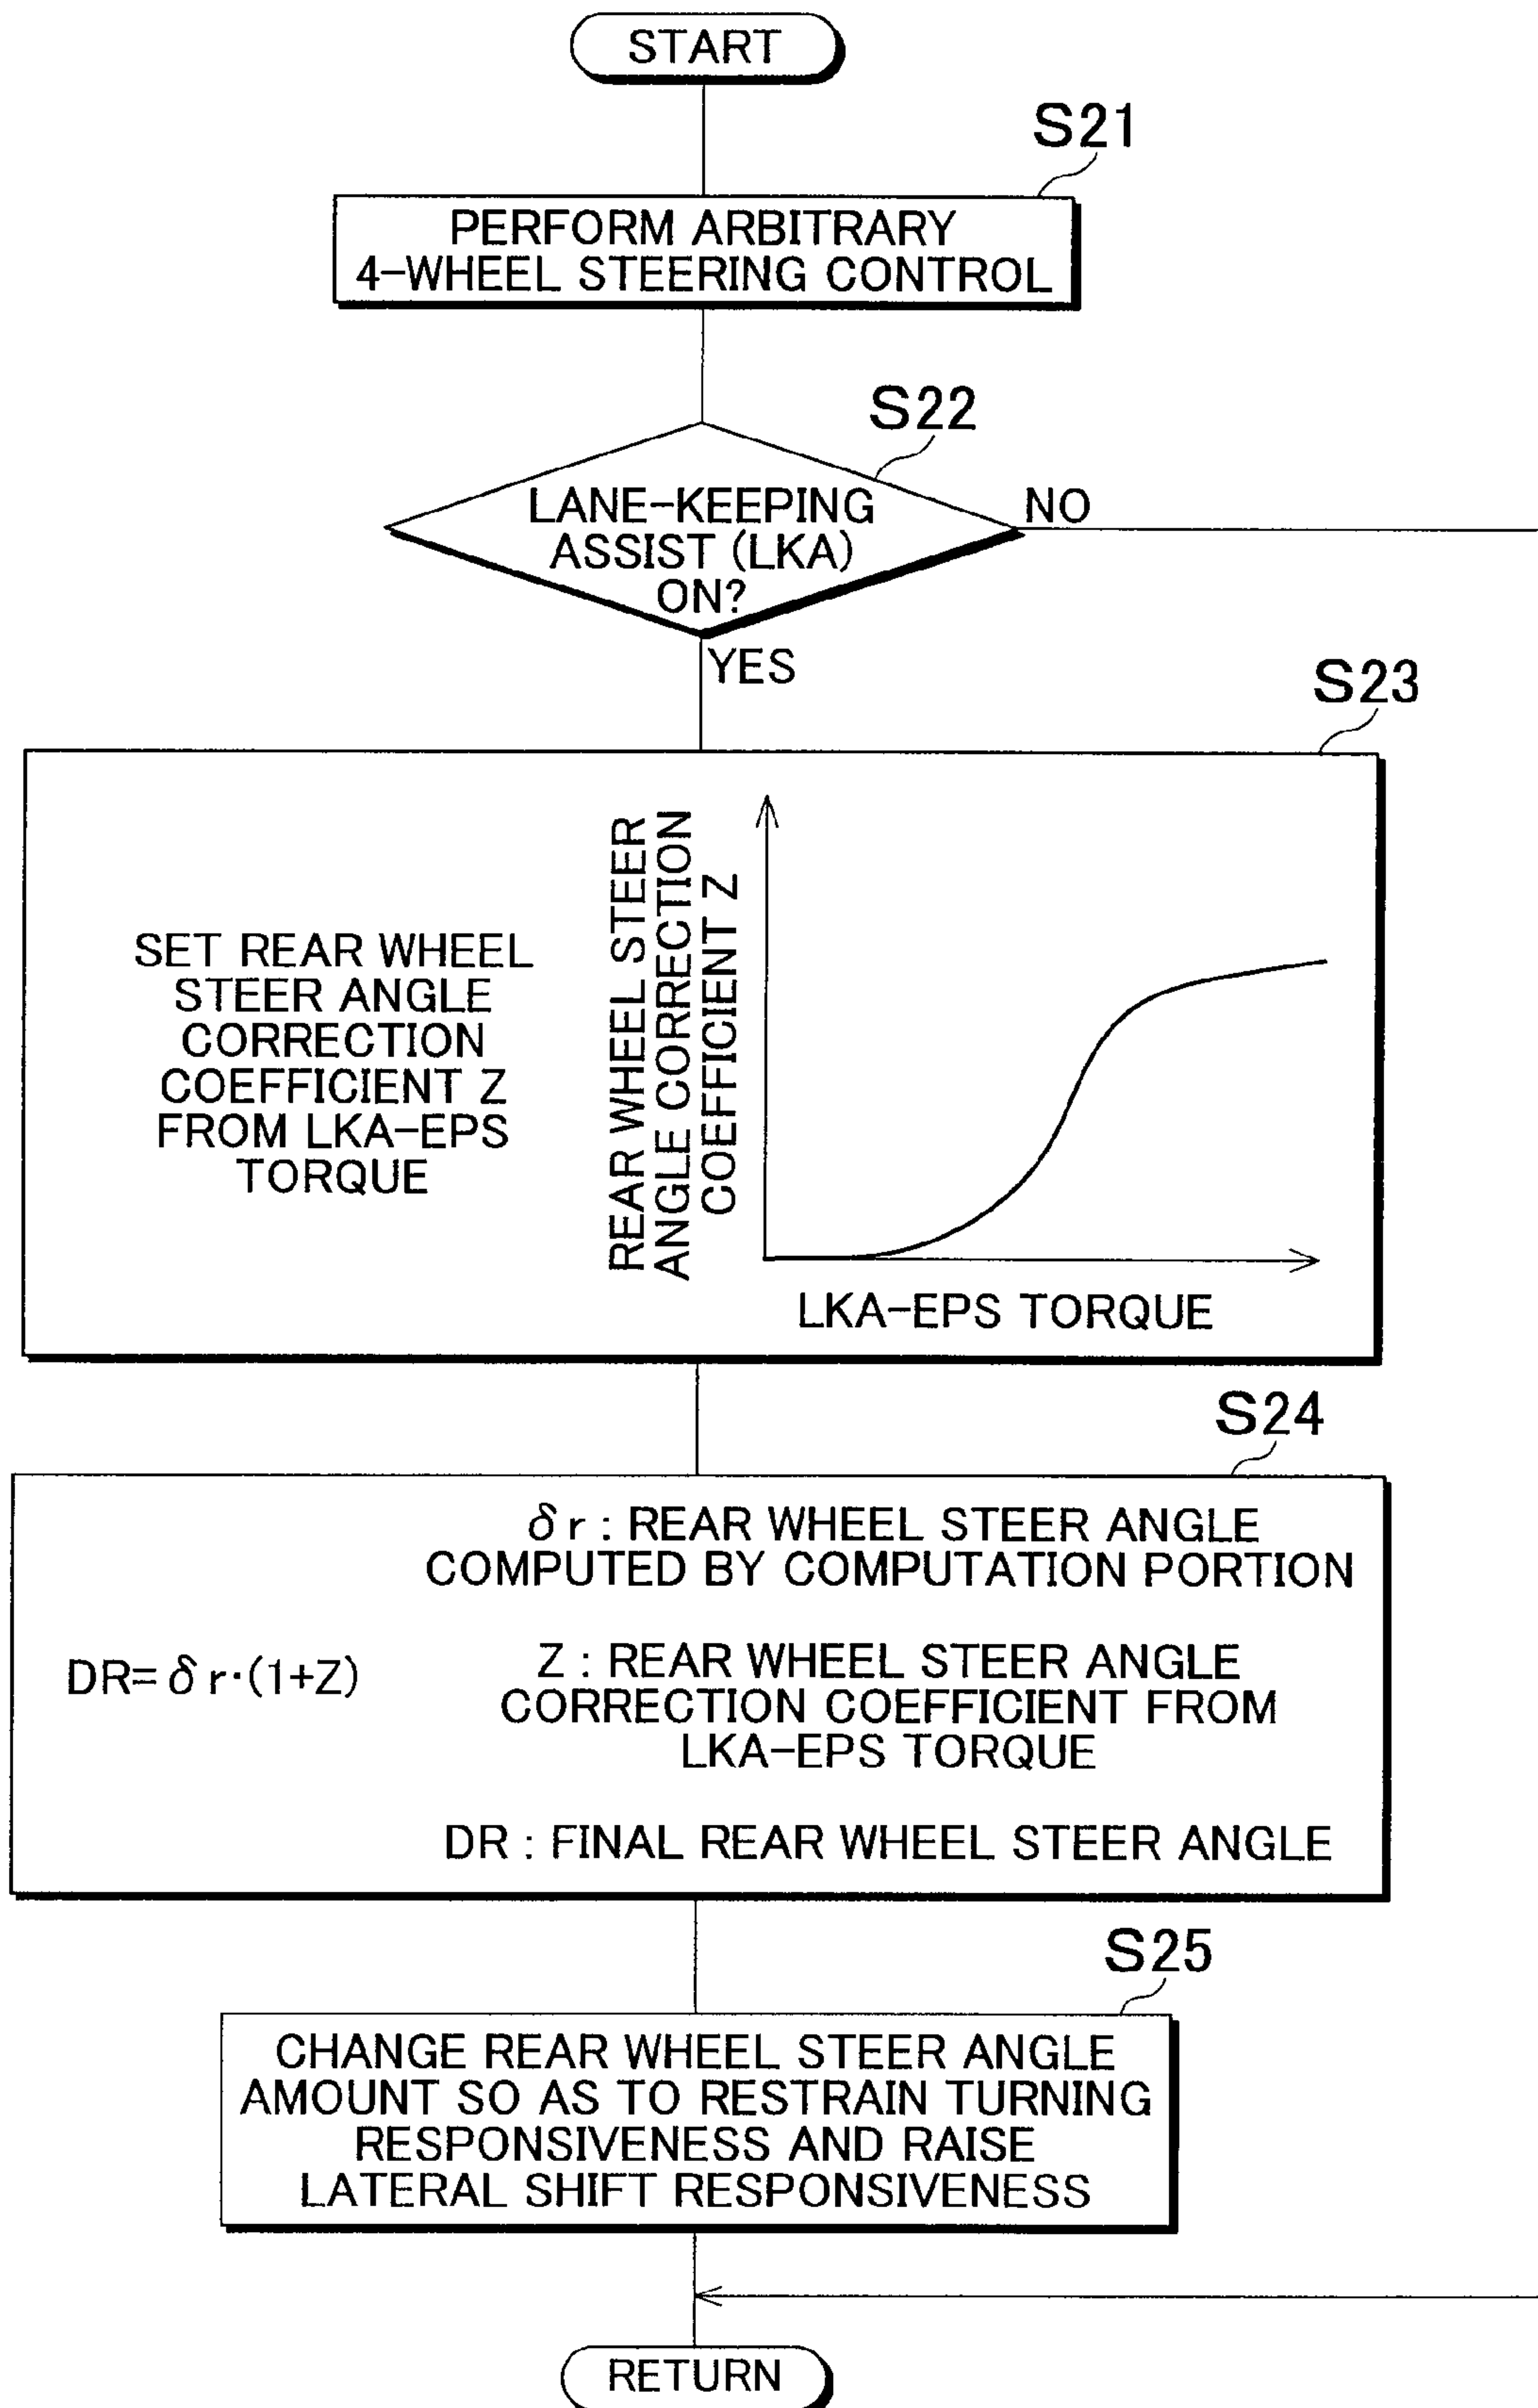 START
S21
PERFORM ARBITRARY
4-WHEEL STEERING CONTROL
S22
LANE-KEEPING
ASSIST (LKA)
ON?
NO
YES
S23
SET REAR WHEEL
STEER ANGLE
CORRECTION
COEFFICIENT Z
FROM LKA-EPS
TORQUE
REAR WHEEL STEER
ANGLE CORRECTION
COEFFICIENT Z
LKA-EPS TORQUE
S24
DR=δr·(1+Z)
δr : REAR WHEEL STEER ANGLE
COMPUTED BY COMPUTATION PORTION
Z : REAR WHEEL STEER ANGLE
CORRECTION COEFFICIENT FROM
LKA-EPS TORQUE
DR : FINAL REAR WHEEL STEER ANGLE
S25
CHANGE REAR WHEEL STEER ANGLE
AMOUNT SO AS TO RESTRAIN TURNING
RESPONSIVENESS AND RAISE
LATERAL SHIFT RESPONSIVENESS
RETURN